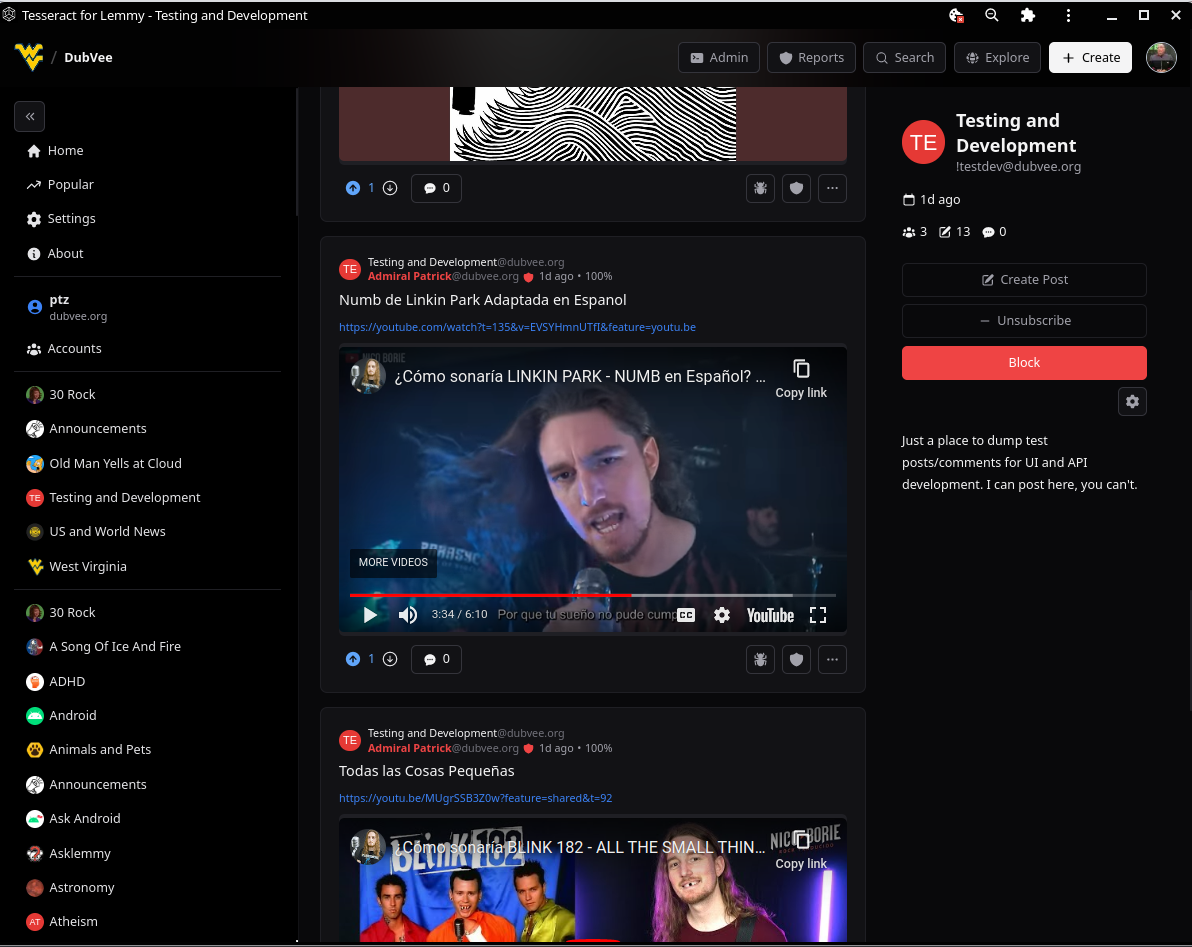 Tesseract for Lemmy - Testing and Development
/ DubVee
Admin
Reports
Search
Explore
+ Create
«
Home
Popular
Settings
About
ptz
dubvee.org
Accounts
30 Rock
Announcements
Old Man Yells at Cloud
TE Testing and Development
US and World News
West Virginia
30 Rock
A Song Of Ice And Fire
ADHD
Android
Animals and Pets
Announcements
Ask Android
Asklemmy
Astronomy
AT Atheism
1
0
TE
Testing and Development@dubvee.org
Admiral Patrick@dubvee.org 1d ago • 100%
Numb de Linkin Park Adaptada en Espanol
https://youtube.com/watch?t=135&v=EVSYHmnUTfI&feature=youtu.be
NICO BORIE
¿Cómo sonaría LINKIN PARK - NUMB en Español? ...
Copy link
MORE VIDEOS
3:34 / 6:10
Por que tu sueño no pude cump
CC
YouTube
1
0
TE
Testing and Development@dubvee.org
Admiral Patrick@dubvee.org 1d ago • 100%
Todas las Cosas Pequeñas
https://youtu.be/MUgrSSB3Z0w?feature=shared&t=92
blink 182
NICO BORIE
¿Cómo sonaría BLINK 182 - ALL THE SMALL THIN...
Copy link
TE
Testing and
Development
!testdev@dubvee.org
1d ago
3
13
0
Create Post
Unsubscribe
Block
Just a place to dump test
posts/comments for UI and API
development. I can post here, you can't.